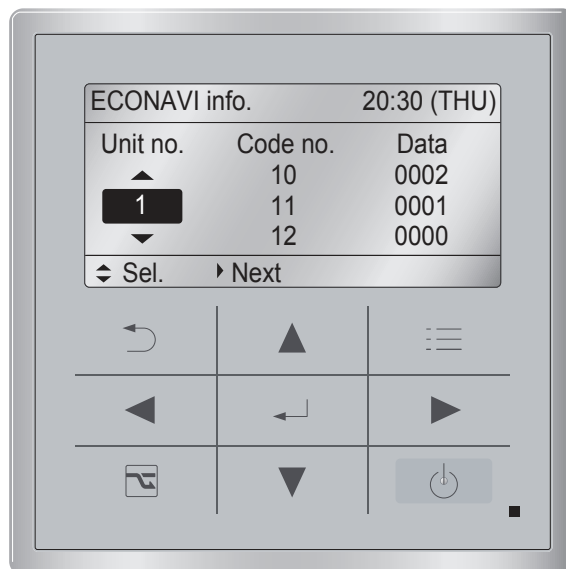 ECONAVI info. 20:30 (THU)
Unit no. Code no. Data
10 0002
1 11 0001
12 0000
Sel. Next